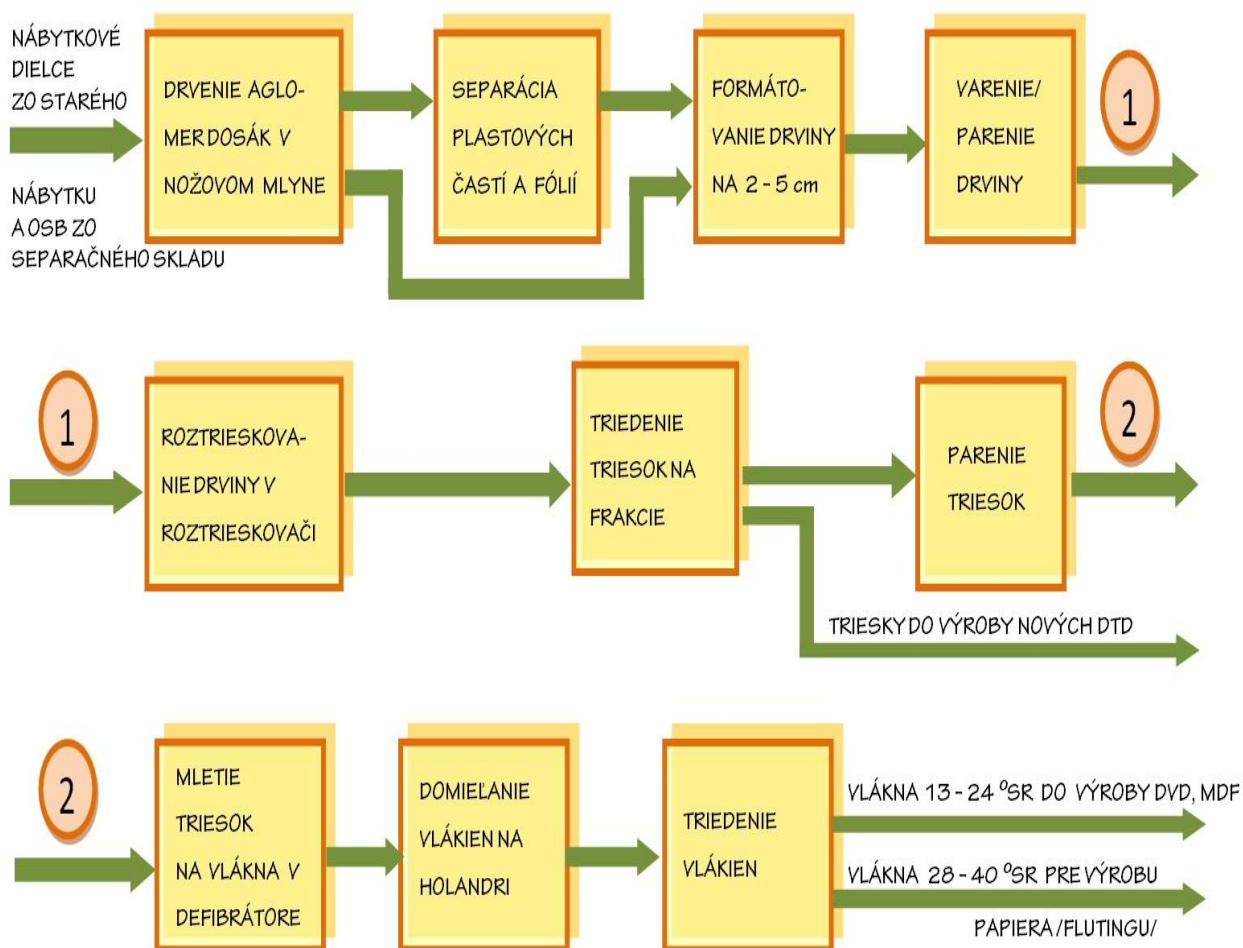 NÁBYTKOVÉ
DIELCE
ZO STARÉHO
NÁBYTKU
A OSB ZO
SEPARAČNÉHO SKLADU
DRVENIE AGLO-
MER DOSÁK V
NOŽOVOM MLYNE
SEPARÁCIA
PLASTOVÝCH
ČASTÍ A FÓLIÍ
FORMÁTO-
VANIE DRVINY
NA 2 - 5 cm
VARENIE/
PARENIE
DRVINY
1
1
ROZTRIESKOVA-
NIE DRVINY V
ROZTRIESKOVAČI
TRIEDENIE
TRIESOK NA
FRAKCIE
PARENIE
TRIESOK
2
TRIESKY DO VÝROBY NOVÝCH DTD
2
MLETIE
TRIESOK
NA VLÁKNA V
DEFIBRÁTORE
DOMIEĽANIE
VLÁKIEN NA
HOLANDRI
TRIEDENIE
VLÁKIEN
VLÁKNA 13 - 24 ⁰SR DO VÝROBY DVD, MDF
VLÁKNA 28 - 40 ⁰SR PRE VÝROBU
PAPIERA /FLUTINGU/